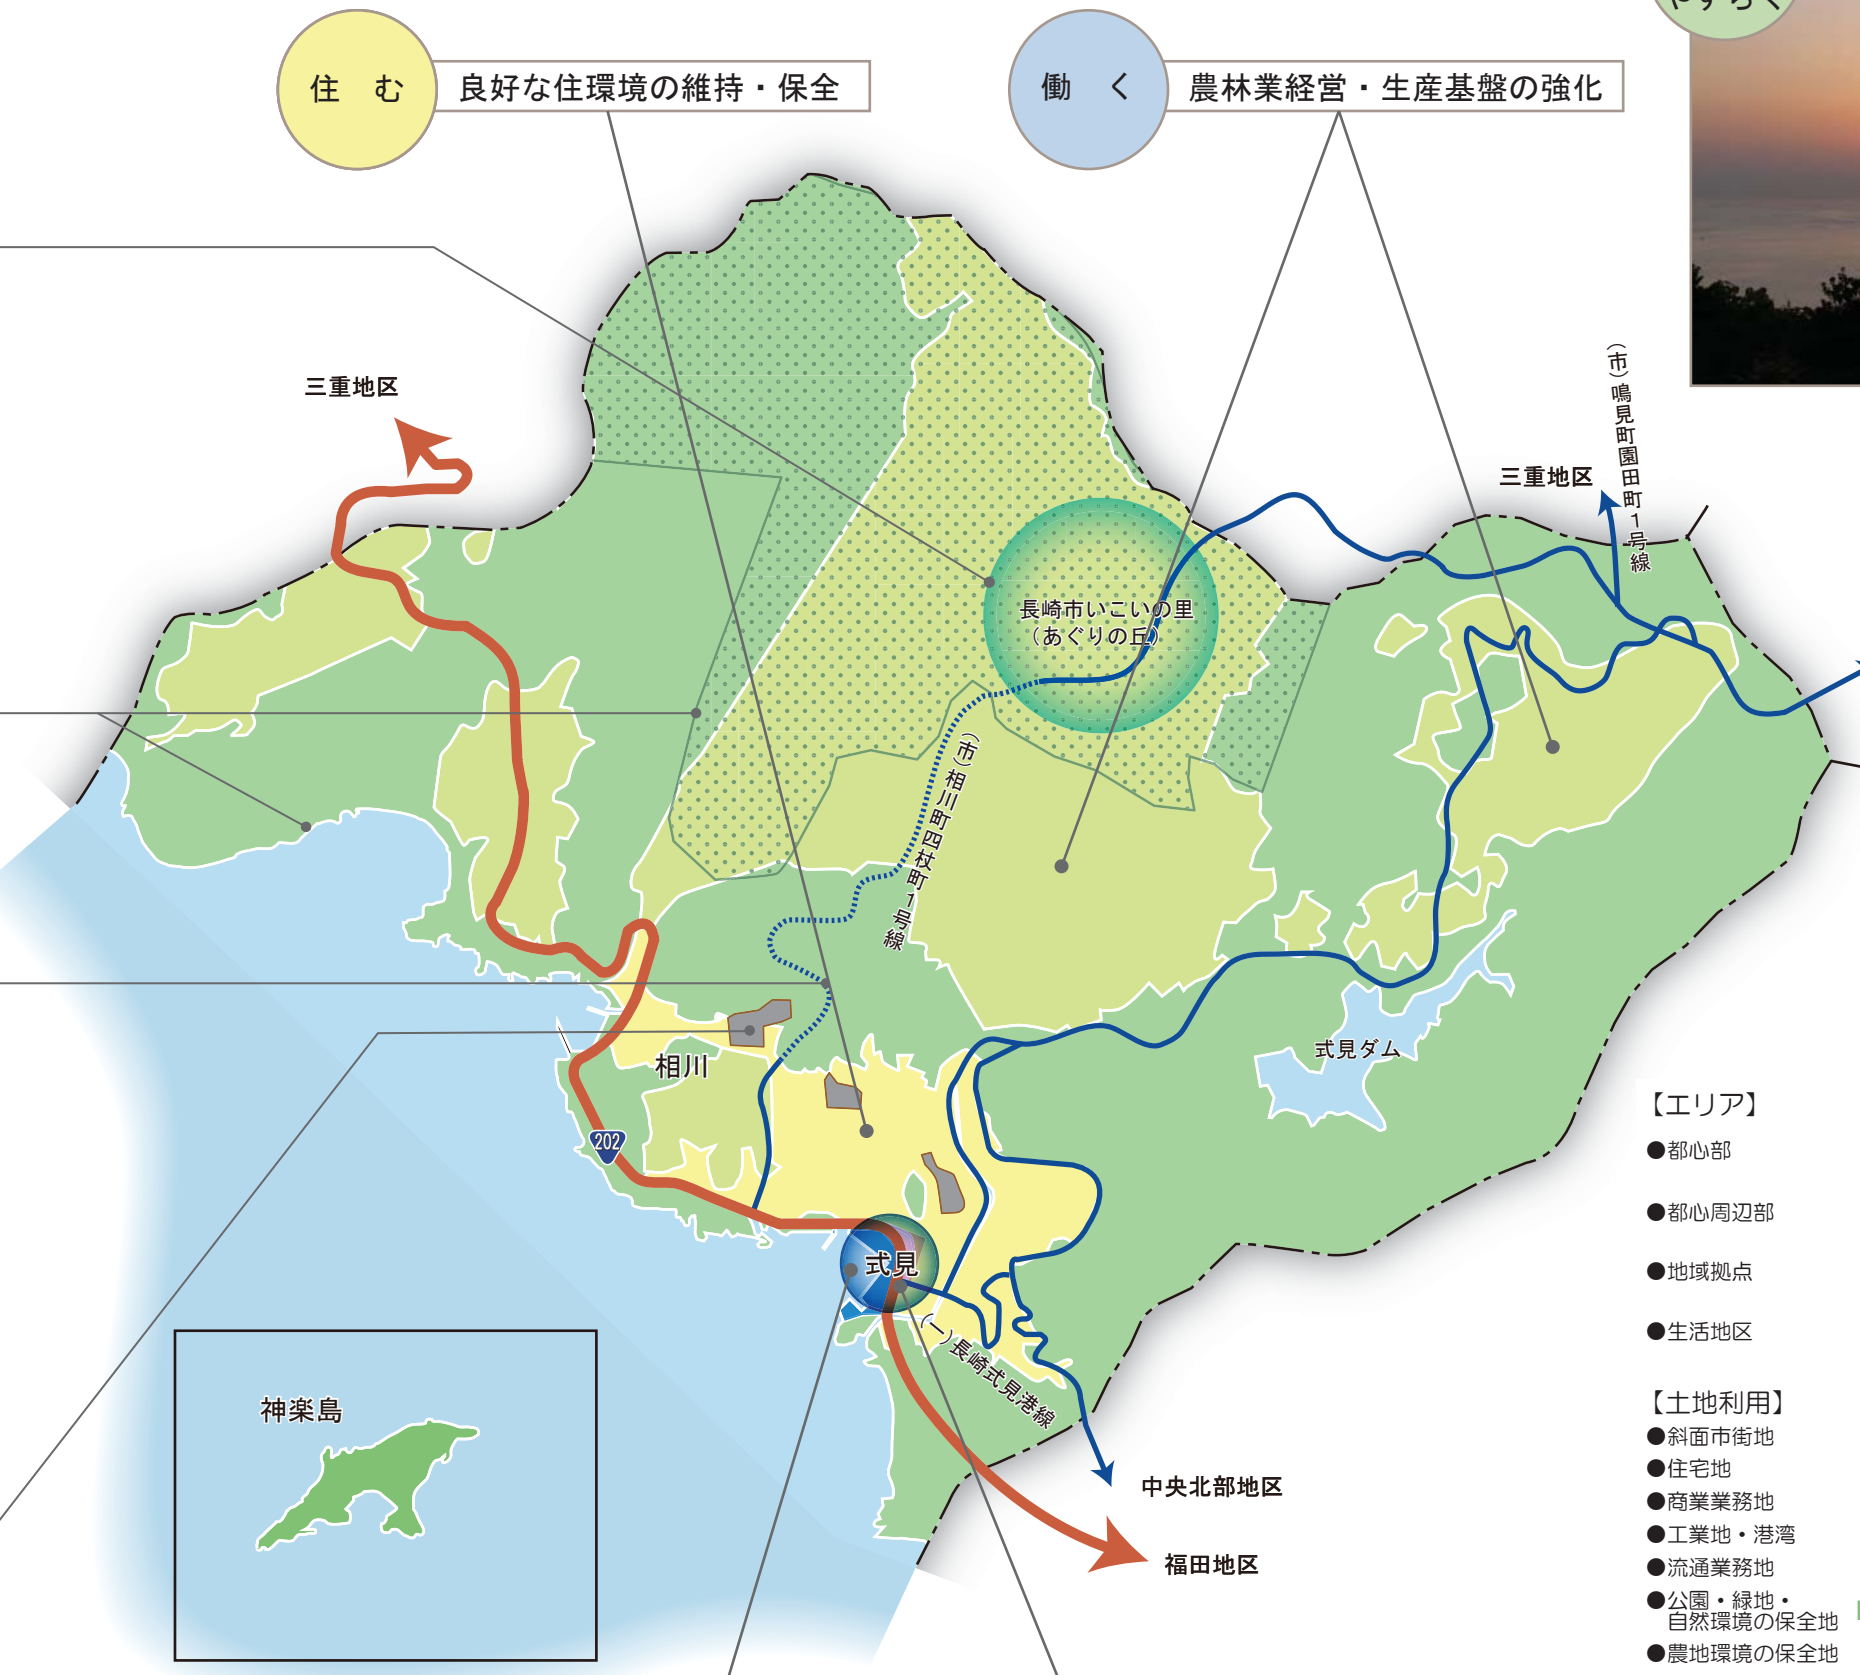 やすらぐ
住 む
良好な住環境の維持・保全
働 く
農林業経営・生産基盤の強化
三重地区
(市)鳴見町園田町1号線
三重地区
長崎市いこいの里
(あぐりの丘)
(市)相川町四杖町1号線
相川
式見ダム
202
式見
(一)長崎式見港線
神楽島
中央北部地区
福田地区
【エリア】
●都心部
●都心周辺部
●地域拠点
●生活地区
【土地利用】
●斜面市街地
●住宅地
●商業業務地
●工業地・港湾
●流通業務地
●公園・緑地・
自然環境の保全地
●農地環境の保全地